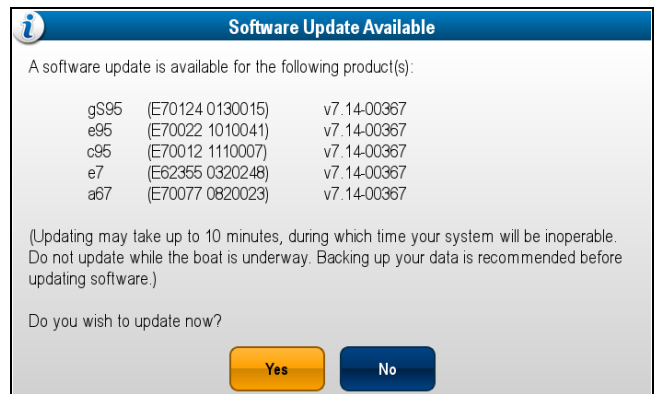 i
Software Update Available
A software update is available for the following product(s):
gS95 (E70124 0130015) v7.14-00367
e95 (E70022 1010041) v7.14-00367
c95 (E70012 1110007) v7.14-00367
e7 (E62355 0320248) v7.14-00367
a67 (E70077 0820023) v7.14-00367
(Updating may take up to 10 minutes, during which time your system will be inoperable.
Do not update while the boat is underway. Backing up your data is recommended before
updating software.)
Do you wish to update now?
Yes No